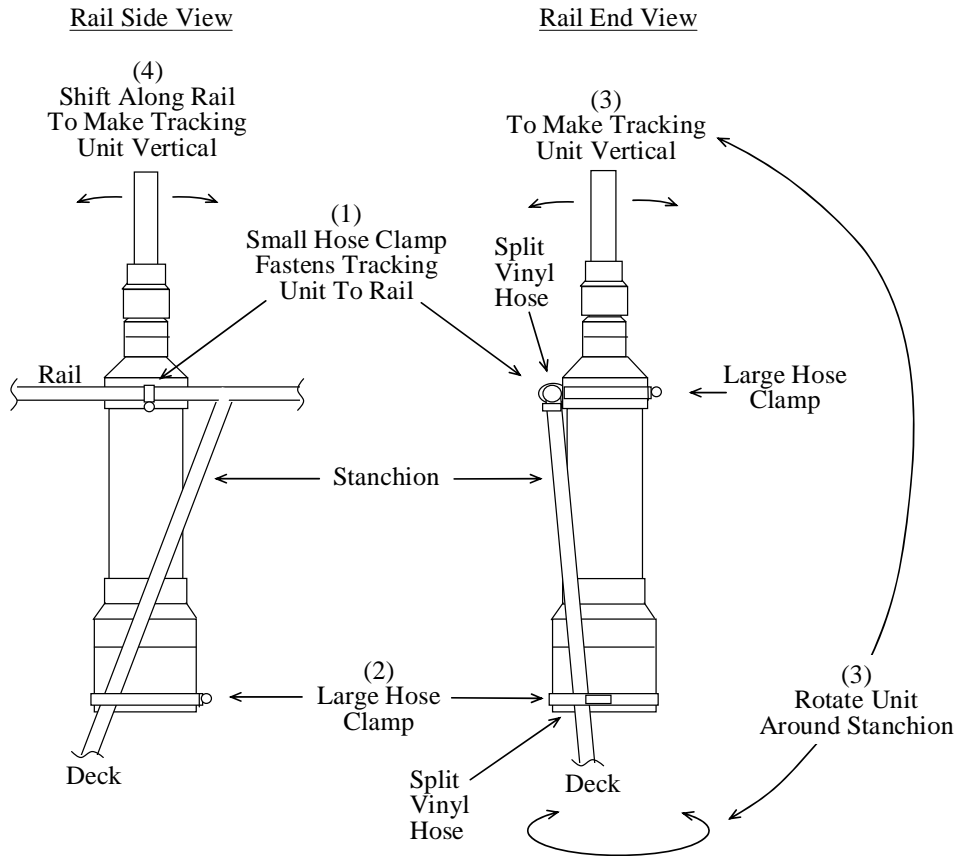 Rail Side View
(4)
Shift Along Rail
To Make Tracking
Unit Vertical
(1)
Small Hose Clamp
Fastens Tracking
Unit To Rail
Rail
Stanchion
(2)
Large Hose
Clamp
Deck
Rail End View
(3)
To Make Tracking
Unit Vertical
Split
Vinyl
Hose
Large Hose
Clamp
(3)
Rotate Unit
Around Stanchion
Split
Vinyl
Hose
Deck